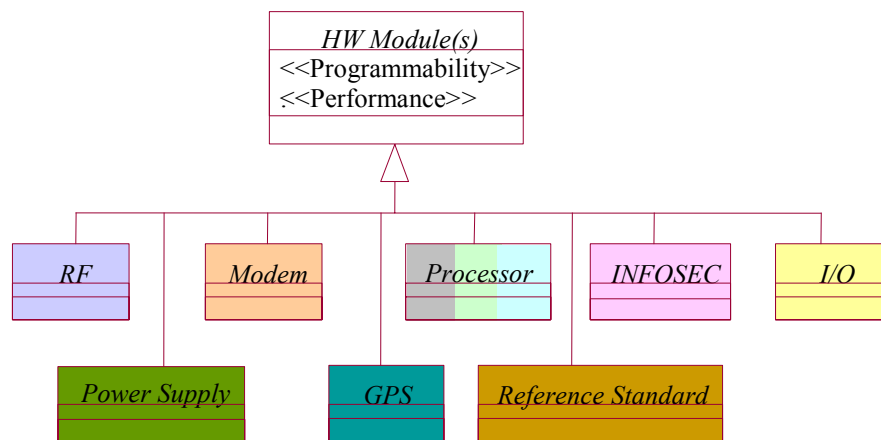 HW Module(s)
<<Programmability>>
<<Performance>>
RF
Modem
Processor
INFOSEC
I/O
Power Supply
GPS
Reference Standard